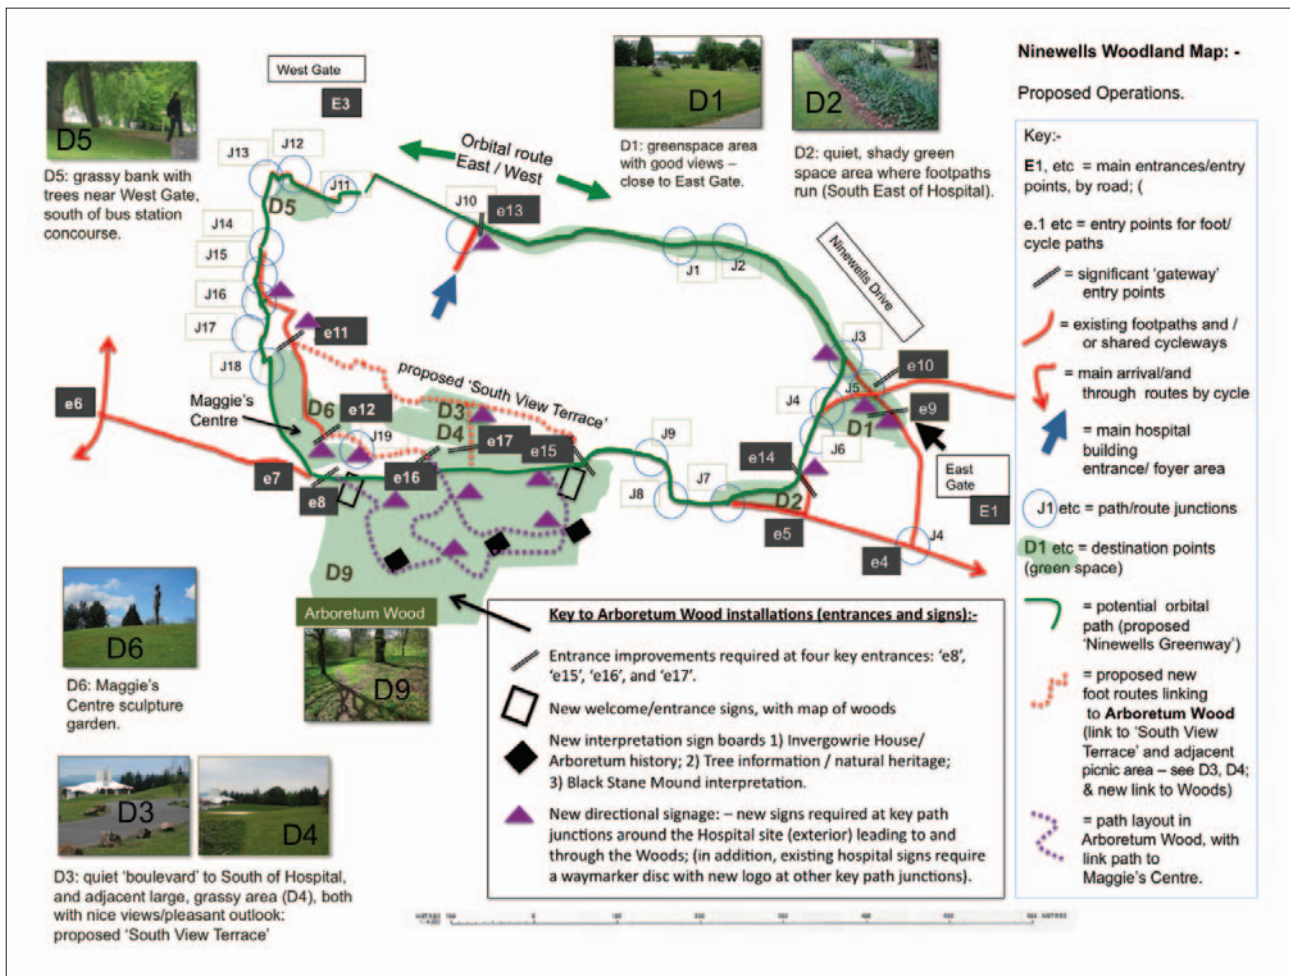 West Gate
E3
D5
D5: grassy bank with
trees near West Gate,
south of bus station
concourse.
D1
D1: greenspace area
with good views –
close to East Gate.
D2
D2: quiet, shady green
space area where footpaths
run (South East of Hospital).
Orbital route
East / West
J13
J12
J11
D5
J10
e13
J14
J15
J16
J17
J18
J1
J2
Ninewells Drive
J3
e10
J5
J4
e9
D1
J6
East
Gate
E1
e11
proposed 'South View Terrace'
Maggie's
Centre
e6
D6
e12
D3
D4
J19
e17
e15
e16
e7
e8
J9
J8
J7
e14
D2
e5
J4
e4
D9
Arboretum Wood
D9
D6
D6: Maggie's
Centre sculpture
garden.
D3
D4
D3: quiet 'boulevard' to South of Hospital,
and adjacent large, grassy area (D4), both
with nice views/pleasant outlook:
proposed 'South View Terrace'
Key to Arboretum Wood installations (entrances and signs):-
Entrance improvements required at four key entrances: 'e8',
'e15', 'e16', and 'e17'.
New welcome/entrance signs, with map of woods
New interpretation sign boards 1) Invergowrie House/
Arboretum history; 2) Tree information / natural heritage;
3) Black Stane Mound interpretation.
New directional signage: – new signs required at key path
junctions around the Hospital site (exterior) leading to and
through the Woods; (in addition, existing hospital signs require
a waymarker disc with new logo at other key path junctions).
Ninewells Woodland Map: -
Proposed Operations.
Key:-
E1, etc = main entrances/entry
points, by road; (
e.1 etc = entry points for foot/
cycle paths
= significant 'gateway'
entry points
= existing footpaths and /
or shared cycleways
= main arrival/and
through routes by cycle
= main hospital
building
entrance/ foyer area
J1 etc = path/route junctions
D1 etc = destination points
(green space)
= potential orbital
path (proposed
'Ninewells Greenway')
= proposed new
foot routes linking
to Arboretum Wood
(link to 'South View
Terrace' and adjacent
picnic area – see D3, D4;
& new link to Woods)
= path layout in
Arboretum Wood, with
link path to
Maggie's Centre.